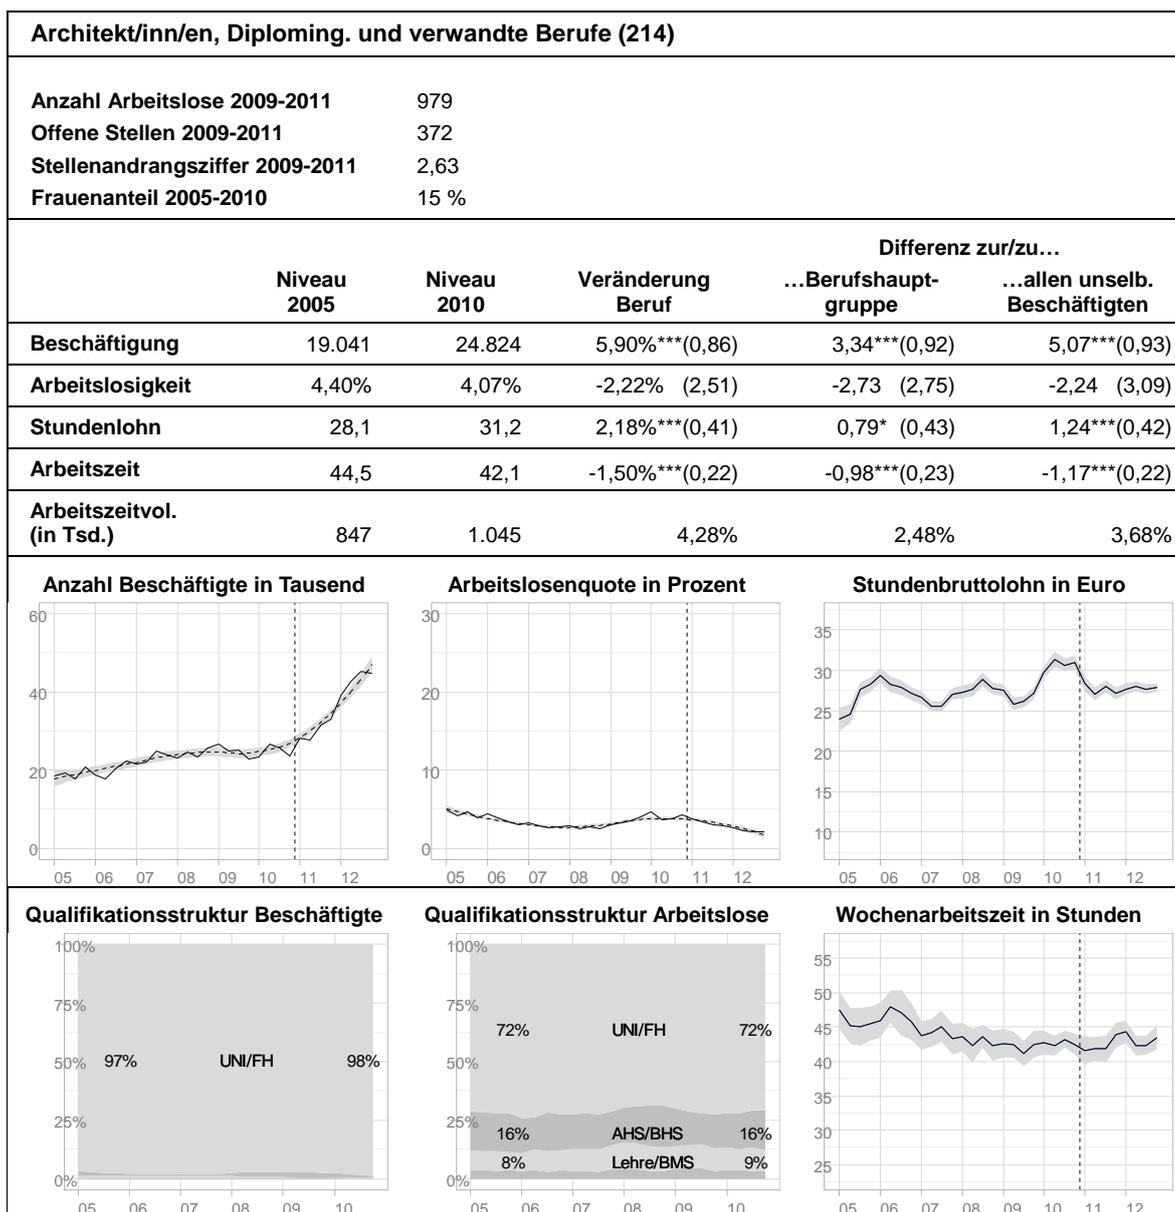 Architekt/inn/en, Diploming. und verwandte Berufe (214)
Anzahl Arbeitslose 2009-2011 979
Offene Stellen 2009-2011 372
Stellenandrangsziffer 2009-2011 2,63
Frauenanteil 2005-2010 15 %
Differenz zur/zu…
Niveau Niveau Veränderung …Berufshaupt- …allen unselb.
2005 2010 Beruf gruppe Beschäftigten
Beschäftigung 19.041 24.824 5,90%***(0,86) 3,34***(0,92) 5,07***(0,93)
Arbeitslosigkeit 4,40% 4,07% -2,22% (2,51) -2,73 (2,75) -2,24 (3,09)
Stundenlohn 28,1 31,2 2,18%***(0,41) 0,79* (0,43) 1,24***(0,42)
Arbeitszeit 44,5 42,1 -1,50%***(0,22) -0,98***(0,23) -1,17***(0,22)
Arbeitszeitvol.
(in Tsd.) 847 1.045 4,28% 2,48% 3,68%
Anzahl Beschäftigte in Tausend
60
40
20
0
05 06 07 08 09 10 11 12
Arbeitslosenquote in Prozent
30
20
10
0
05 06 07 08 09 10 11 12
Stundenbruttolohn in Euro
35
30
25
20
15
10
05 06 07 08 09 10 11 12
Qualifikationsstruktur Beschäftigte
100%
75%
50% 97% UNI/FH 98%
25%
0%
05 06 07 08 09 10
Qualifikationsstruktur Arbeitslose
100%
75%
72% UNI/FH 72%
50%
25%
16% AHS/BHS 16%
8% Lehre/BMS 9%
0%
05 06 07 08 09 10
Wochenarbeitszeit in Stunden
55
50
45
40
35
30
25
05 06 07 08 09 10 11 12